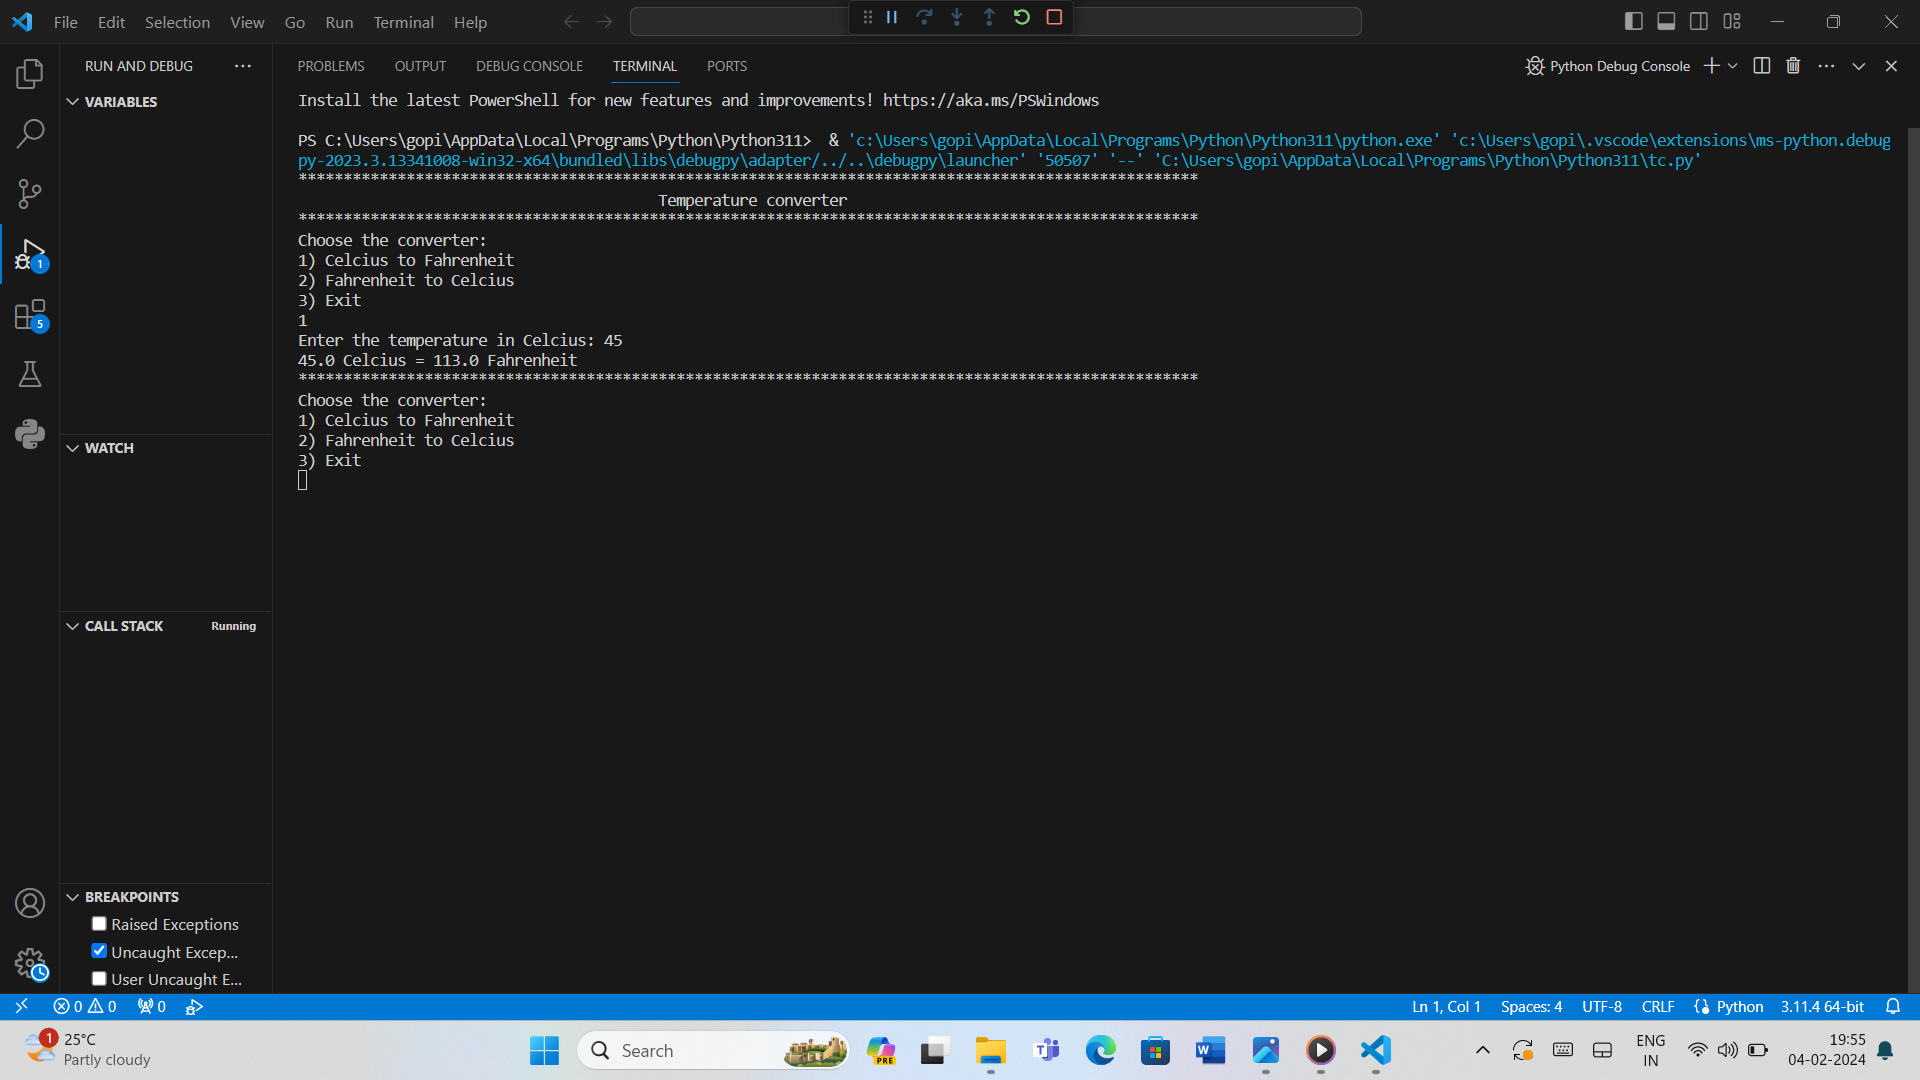 File Edit Selection View Go Run Terminal Help
RUN AND DEBUG
PROBLEMS OUTPUT DEBUG CONSOLE TERMINAL PORTS
Python Debug Console
VARIABLES
Install the latest PowerShell for new features and improvements! https://aka.ms/PSWindows
PS C:\Users\gopi\AppData\Local\Programs\Python\Python311>  & 'c:\Users\gopi\AppData\Local\Programs\Python\Python311\python.exe' 'c:\Users\gopi\.vscode\extensions\ms-python.debug
py-2023.3.13341008-win32-x64\bundled\libs\debugpy\adapter/../..\debugpy\launcher' '50507' '--' 'C:\Users\gopi\AppData\Local\Programs\Python\Python311\tc.py'
****************************************************************************************************
Temperature converter
****************************************************************************************************
Choose the converter:
1) Celcius to Fahrenheit
2) Fahrenheit to Celcius
3) Exit
1
Enter the temperature in Celcius: 45
45.0 Celcius = 113.0 Fahrenheit
****************************************************************************************************
Choose the converter:
1) Celcius to Fahrenheit
2) Fahrenheit to Celcius
3) Exit
1
5
WATCH
CALL STACK Running
BREAKPOINTS
Raised Exceptions
Uncaught Excep...
User Uncaught E...
0 0 0
Ln 1, Col 1 Spaces: 4 UTF-8 CRLF Python 3.11.4 64-bit
1
25°C
Partly cloudy
Search
PRE
ENG
IN
19:55
04-02-2024